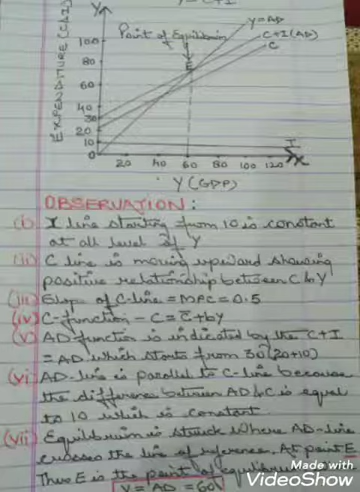 Y = C+I
Y
EXPENDITURE (C&I)
Point of Equilibrium
Y=AD
C+I(AD)
C
100
80
60
40
30
20
10
0
E
I
X
20 40 60 80 100 120
Y(GDP)
OBSERVATION:
(i) I line starting from 10 is constant
at all level of Y
(ii) C line is moving upward showing
positive relationship between C & Y
(iii) Slope of C-line = MPC = 0.5
(iv) C-function - C = C̅ + bY
(v) AD function is indicated by the C+I
= AD which starts from 30 (20+10)
(vi) AD-line is parallel to C-line because
the difference between AD & C is equal
to 10 which is constant
(vii) Equilibrium is struck where AD-line
crosses the line of reference. At point E
Thus E is the point of equilibrium
Y = AD = 60
Made with
VideoShow